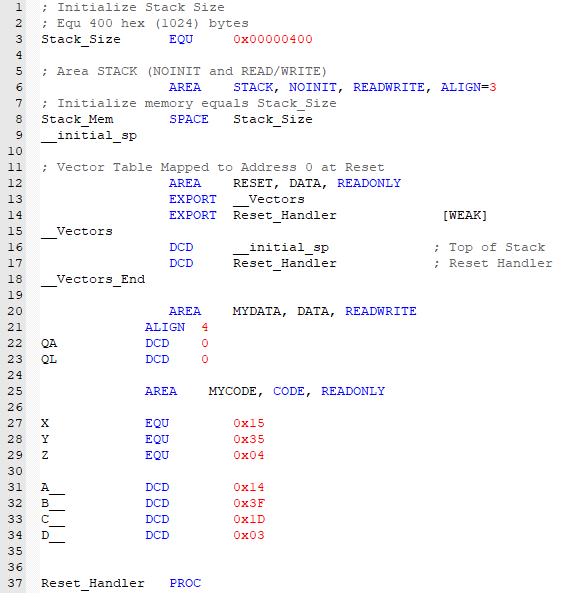 1 ; Initialize Stack Size
2 ; Equ 400 hex (1024) bytes
3 Stack_Size EQU 0x00000400
4
5 ; Area STACK (NOINIT and READ/WRITE)
6 AREA STACK, NOINIT, READWRITE, ALIGN=3
7 ; Initialize memory equals Stack_Size
8 Stack_Mem SPACE Stack_Size
9 __initial_sp
10
11 ; Vector Table Mapped to Address 0 at Reset
12 AREA RESET, DATA, READONLY
13 EXPORT __Vectors
14 EXPORT Reset_Handler [WEAK]
15 __Vectors
16 DCD __initial_sp ; Top of Stack
17 DCD Reset_Handler ; Reset Handler
18 __Vectors_End
19
20 AREA MYDATA, DATA, READWRITE
21 ALIGN 4
22 QA DCD 0
23 QL DCD 0
24
25 AREA MYCODE, CODE, READONLY
26
27 X EQU 0x15
28 Y EQU 0x35
29 Z EQU 0x04
30
31 A__ DCD 0x14
32 B__ DCD 0x3F
33 C__ DCD 0x1D
34 D__ DCD 0x03
35
36
37 Reset_Handler PROC